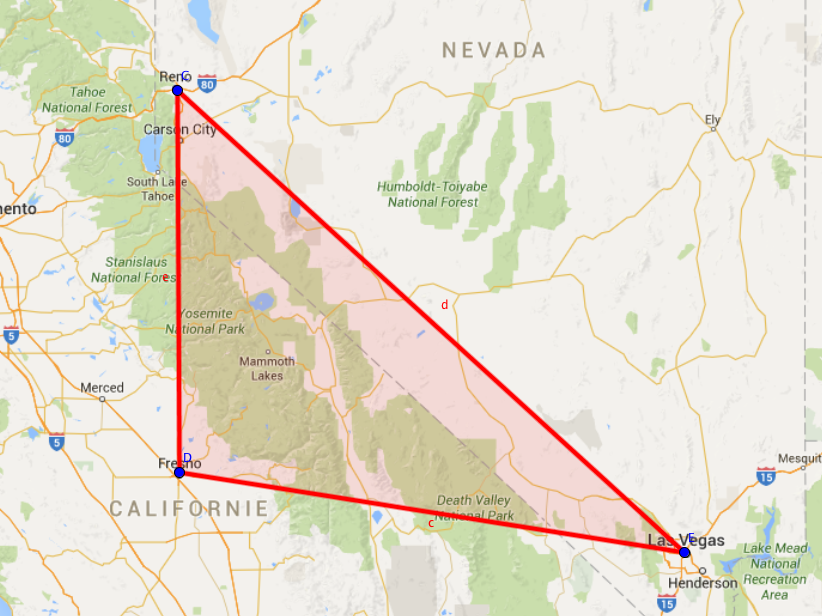 NEVADA
Reno
C
80
Tahoe
National Forest
Ely
80
Carson City
South Lake
Tahoe
Humboldt-Toiyabe
National Forest
nento
Stanislaus
National Forest
e
d
Yosemite
National Park
5
Mammoth
Lakes
Merced
5
D
Fresno
Mesquit
15
Death Valley
National Park
CALIFORNIE
c
E
Las Vegas
Lake Mead
National
Recreation
Area
Henderson
15